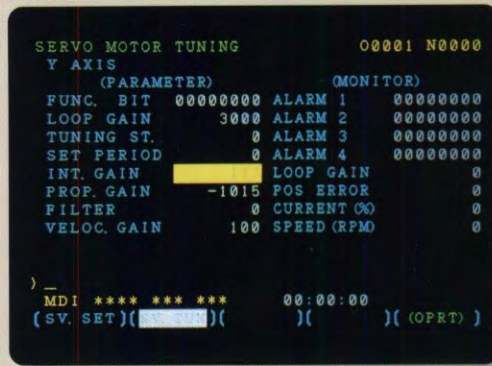 SERVO MOTOR TUNING O0001 N0000
Y AXIS
(PARAMETER) (MONITOR)
FUNC. BIT 00000000 ALARM 1 00000000
LOOP GAIN 3000 ALARM 2 00000000
TUNING ST. 0 ALARM 3 00000000
SET PERIOD 0 ALARM 4 00000000
INT. GAIN LOOP GAIN 0
PROP. GAIN -1015 POS ERROR 0
FILTER 0 CURRENT (%) 0
VELOC. GAIN 100 SPEED (RPM) 0
)_
MDI **** *** *** 00:00:00
(SV. SET)(SV. TUN)( )( )( (OPRT) )